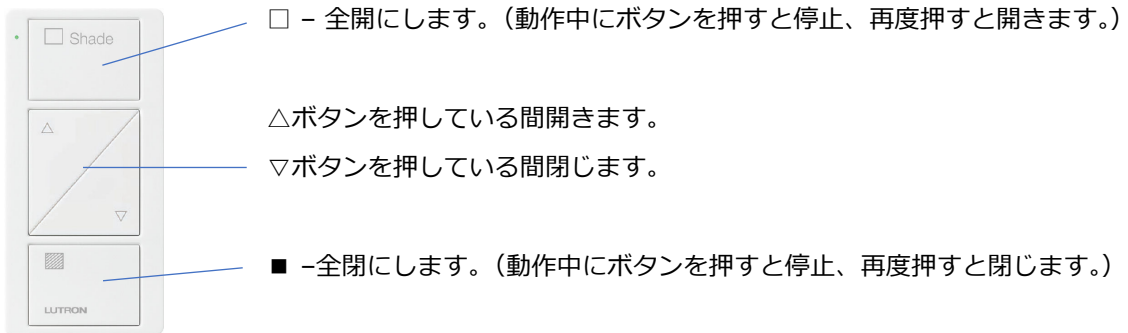 □ – 全開にします。（動作中にボタンを押すと停止、再度押すと開きます。）
Shade
△ボタンを押している間開きます。
▽ボタンを押している間閉じます。
■ –全閉にします。（動作中にボタンを押すと停止、再度押すと閉じます。）
LUTRON